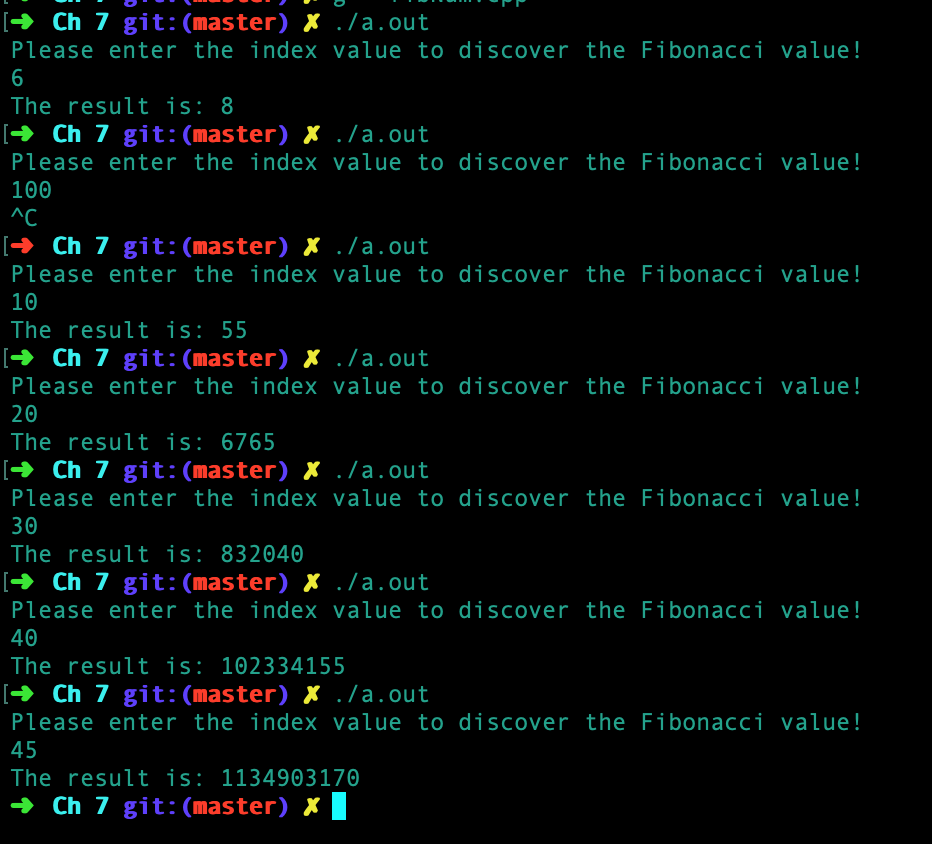 ➜ Ch 7 git:(master) ✗ ./a.out
Please enter the index value to discover the Fibonacci value!
6
The result is: 8
[➜ Ch 7 git:(master) ✗ ./a.out
Please enter the index value to discover the Fibonacci value!
100
^C
[➜ Ch 7 git:(master) ✗ ./a.out
Please enter the index value to discover the Fibonacci value!
10
The result is: 55
[➜ Ch 7 git:(master) ✗ ./a.out
Please enter the index value to discover the Fibonacci value!
20
The result is: 6765
[➜ Ch 7 git:(master) ✗ ./a.out
Please enter the index value to discover the Fibonacci value!
30
The result is: 832040
[➜ Ch 7 git:(master) ✗ ./a.out
Please enter the index value to discover the Fibonacci value!
40
The result is: 102334155
[➜ Ch 7 git:(master) ✗ ./a.out
Please enter the index value to discover the Fibonacci value!
45
The result is: 1134903170
➜ Ch 7 git:(master) ✗